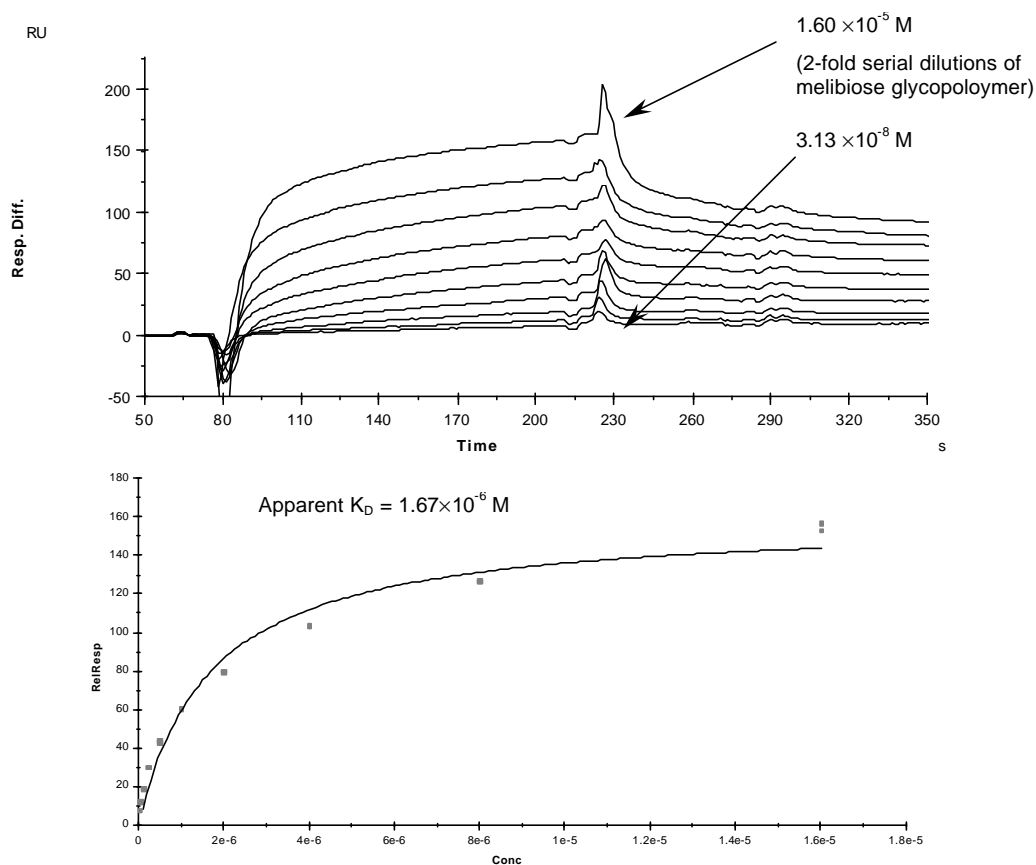 RU
1.60 ×10-5 M
(2-fold serial dilutions of
melibiose glycopoloymer)
3.13 ×10-8 M
200
150
100
50
0
-50
Resp. Diff.
50 80 110 140 170 200 230 260 290 320 350
Time s
Apparent KD = 1.67×10-6 M
180
160
140
120
100
80
60
40
20
0
RelResp
0 2e-6 4e-6 6e-6 8e-6 1e-5 1.2e-5 1.4e-5 1.6e-5 1.8e-5
Conc